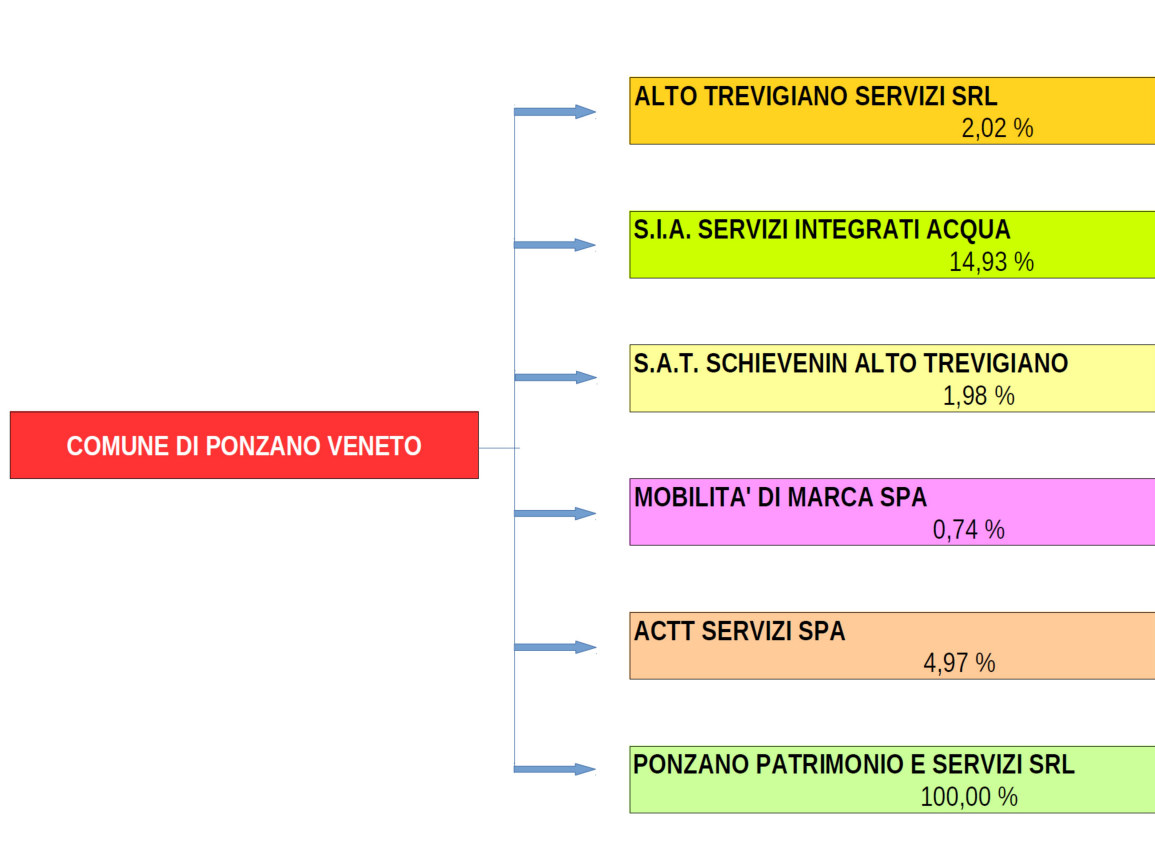 ALTO TREVIGIANO SERVIZI SRL
2,02 %
S.I.A. SERVIZI INTEGRATI ACQUA
14,93 %
S.A.T. SCHIEVENIN ALTO TREVIGIANO
1,98 %
COMUNE DI PONZANO VENETO
MOBILITA' DI MARCA SPA
0,74 %
ACTT SERVIZI SPA
4,97 %
PONZANO PATRIMONIO E SERVIZI SRL
100,00 %